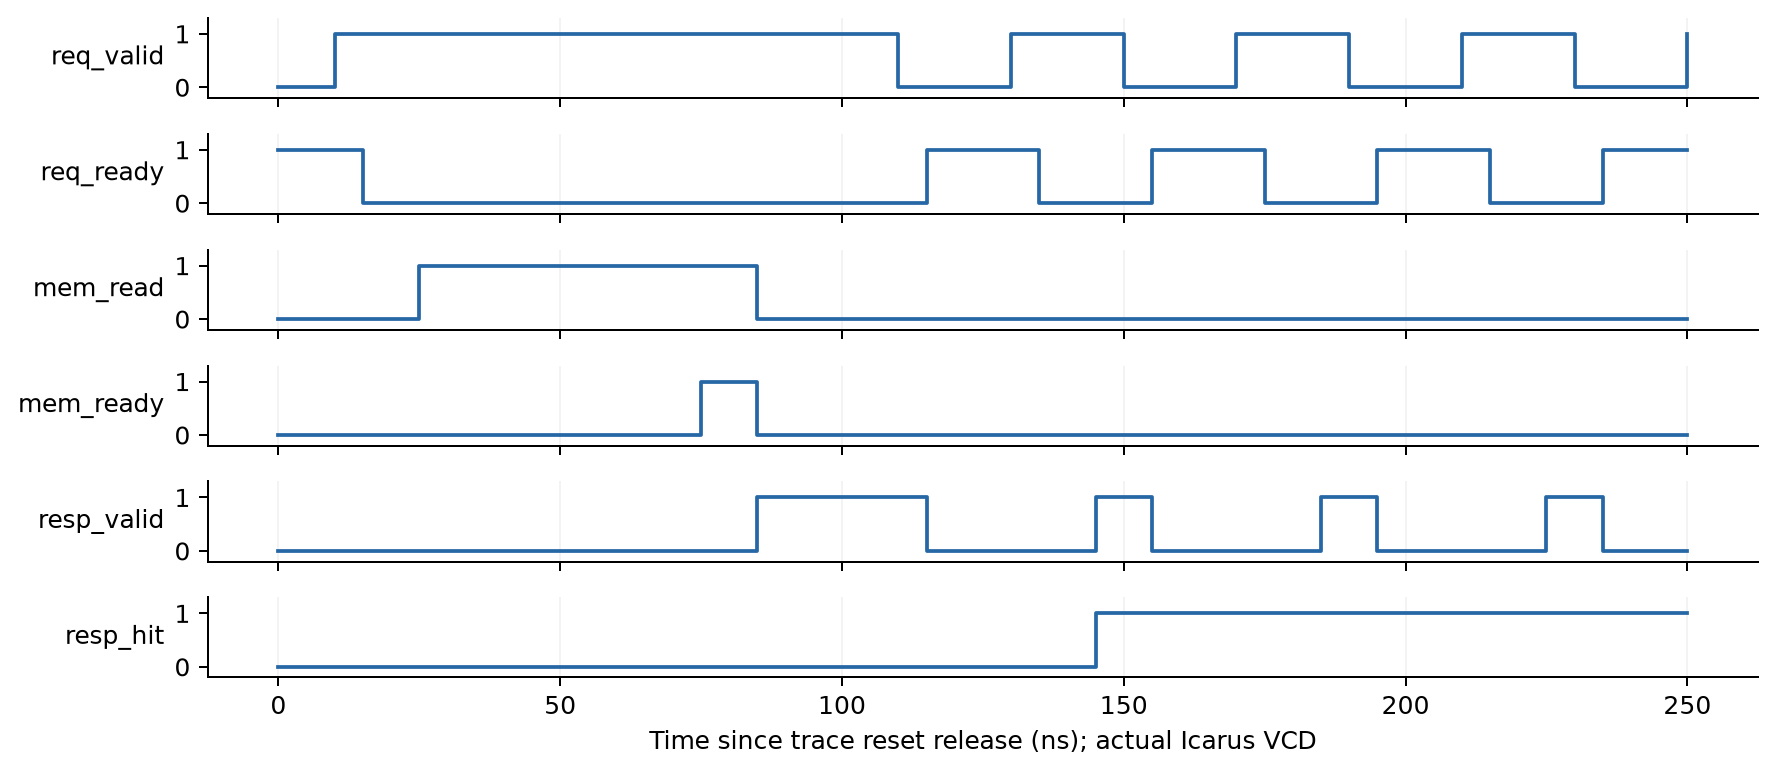 req_valid
1
0
req_ready
1
0
mem_read
1
0
mem_ready
1
0
resp_valid
1
0
resp_hit
1
0
0 50 100 150 200 250
Time since trace reset release (ns); actual Icarus VCD